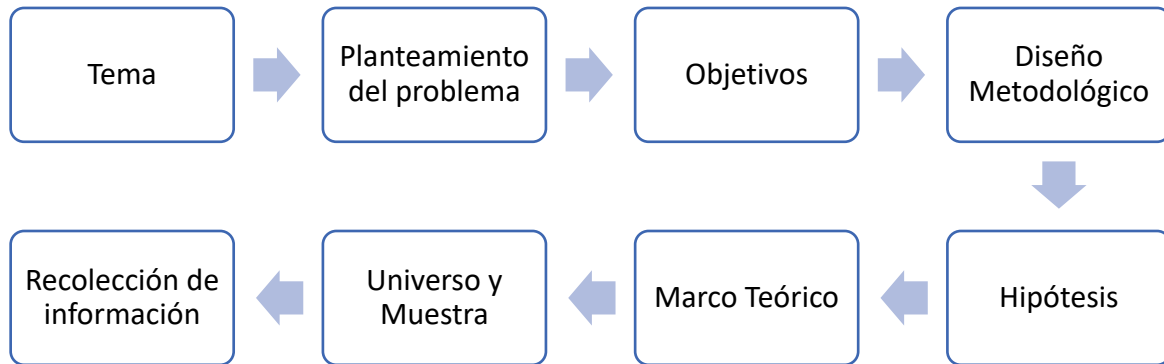 Tema
Planteamiento
del problema
Objetivos
Diseño
Metodológico
Hipótesis
Marco Teórico
Universo y
Muestra
Recolección de
información